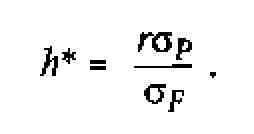 h* = rσ_P / σ_F .